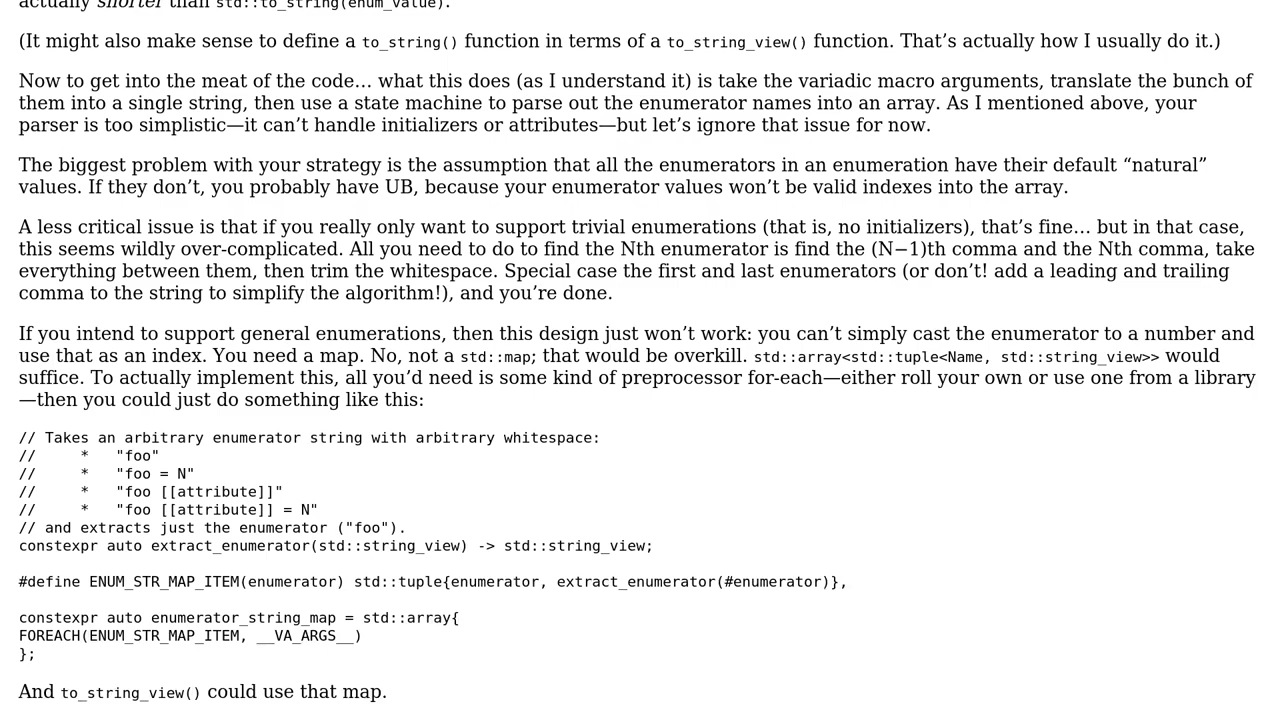 actually shorter than std::to_string(enum_value).
(It might also make sense to define a to_string() function in terms of a to_string_view() function. That’s actually how I usually do it.)
Now to get into the meat of the code… what this does (as I understand it) is take the variadic macro arguments, translate the bunch of
them into a single string, then use a state machine to parse out the enumerator names into an array. As I mentioned above, your
parser is too simplistic—it can’t handle initializers or attributes—but let’s ignore that issue for now.
The biggest problem with your strategy is the assumption that all the enumerators in an enumeration have their default “natural”
values. If they don’t, you probably have UB, because your enumerator values won’t be valid indexes into the array.
A less critical issue is that if you really only want to support trivial enumerations (that is, no initializers), that’s fine… but in that case,
this seems wildly over-complicated. All you need to do to find the Nth enumerator is find the (N−1)th comma and the Nth comma, take
everything between them, then trim the whitespace. Special case the first and last enumerators (or don’t! add a leading and trailing
comma to the string to simplify the algorithm!), and you’re done.
If you intend to support general enumerations, then this design just won’t work: you can’t simply cast the enumerator to a number and
use that as an index. You need a map. No, not a std::map; that would be overkill. std::array<std::tuple<Name, std::string_view>> would
suffice. To actually implement this, all you’d need is some kind of preprocessor for-each—either roll your own or use one from a library
—then you could just do something like this:
// Takes an arbitrary enumerator string with arbitrary whitespace:
//     *   "foo"
//     *   "foo = N"
//     *   "foo [[attribute]]"
//     *   "foo [[attribute]] = N"
// and extracts just the enumerator ("foo").
constexpr auto extract_enumerator(std::string_view) -> std::string_view;
#define ENUM_STR_MAP_ITEM(enumerator) std::tuple{enumerator, extract_enumerator(#enumerator)},
constexpr auto enumerator_string_map = std::array{
FOREACH(ENUM_STR_MAP_ITEM, __VA_ARGS__)
};
And to_string_view() could use that map.